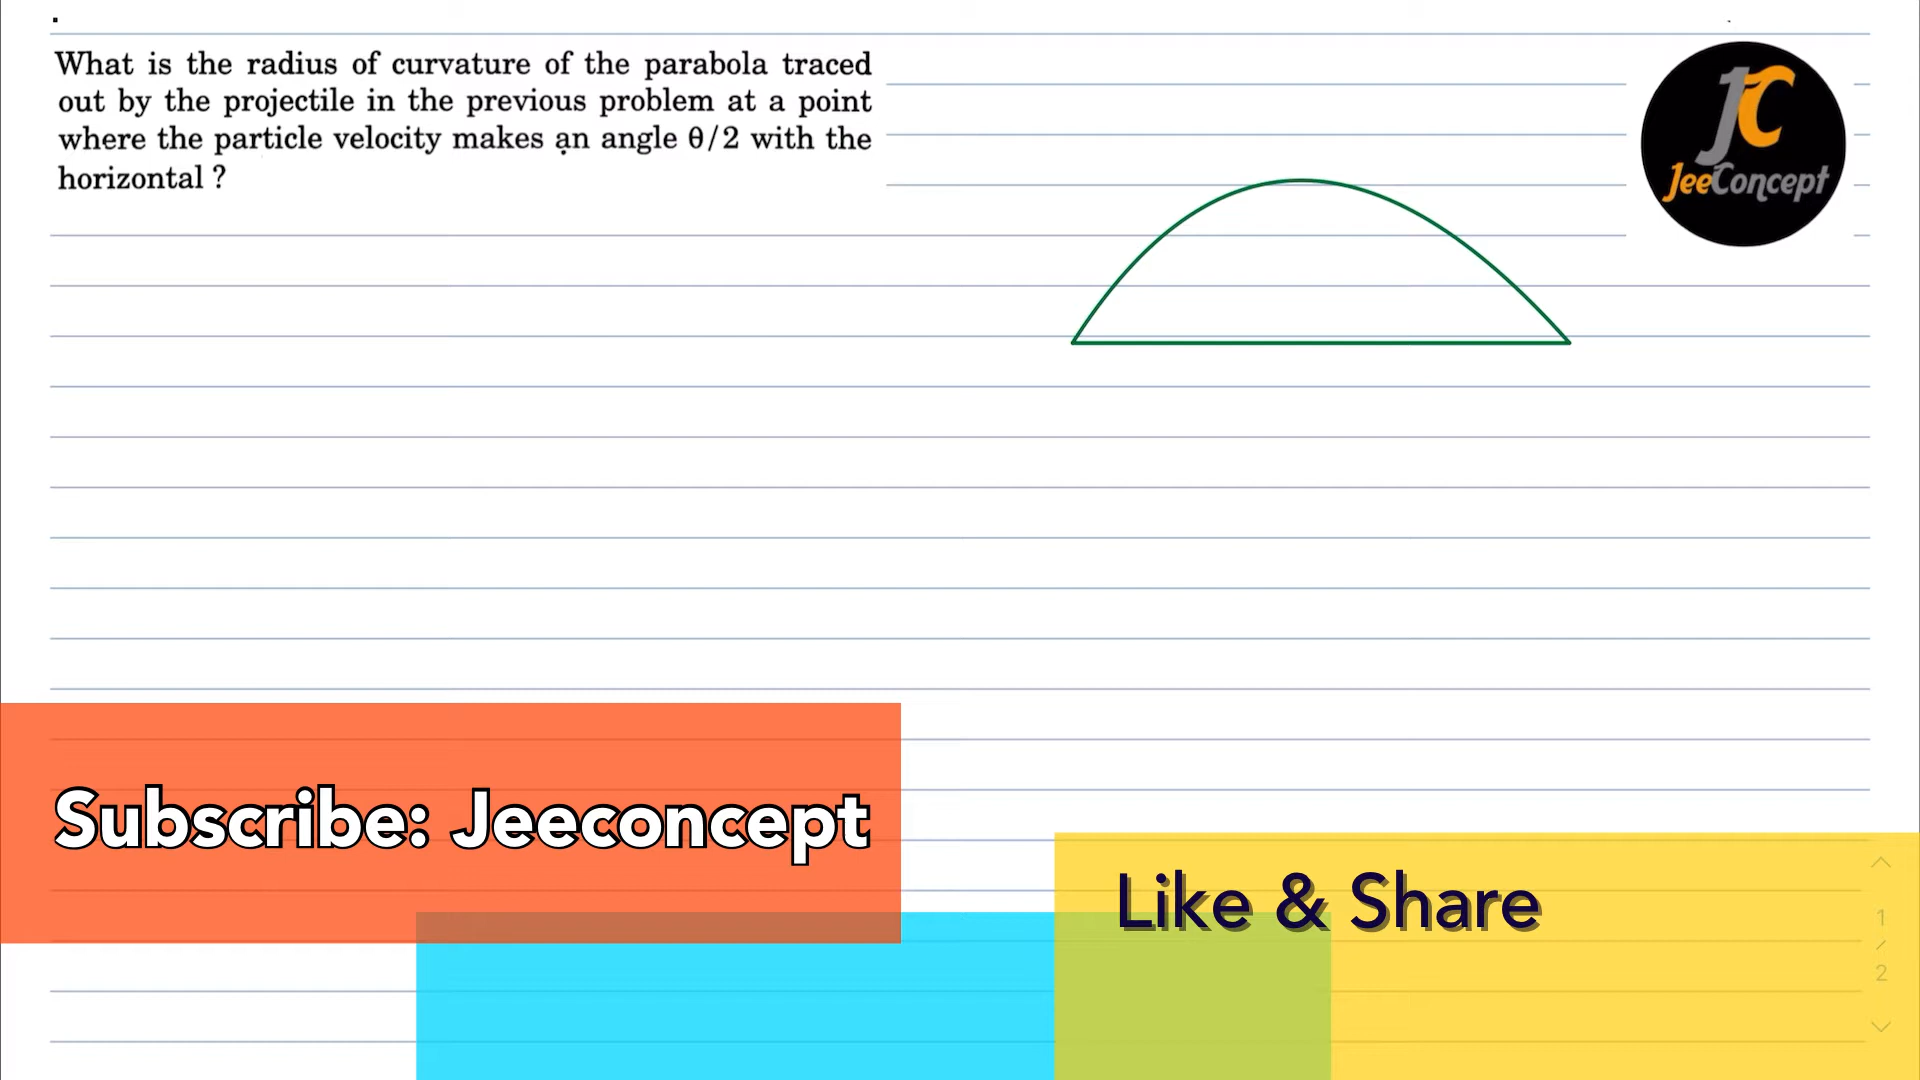 What is the radius of curvature of the parabola traced
out by the projectile in the previous problem at a point
where the particle velocity makes an angle θ/2 with the
horizontal ?
JC
JeeConcept
Subscribe: Jeeconcept
Like & Share
1
/
2